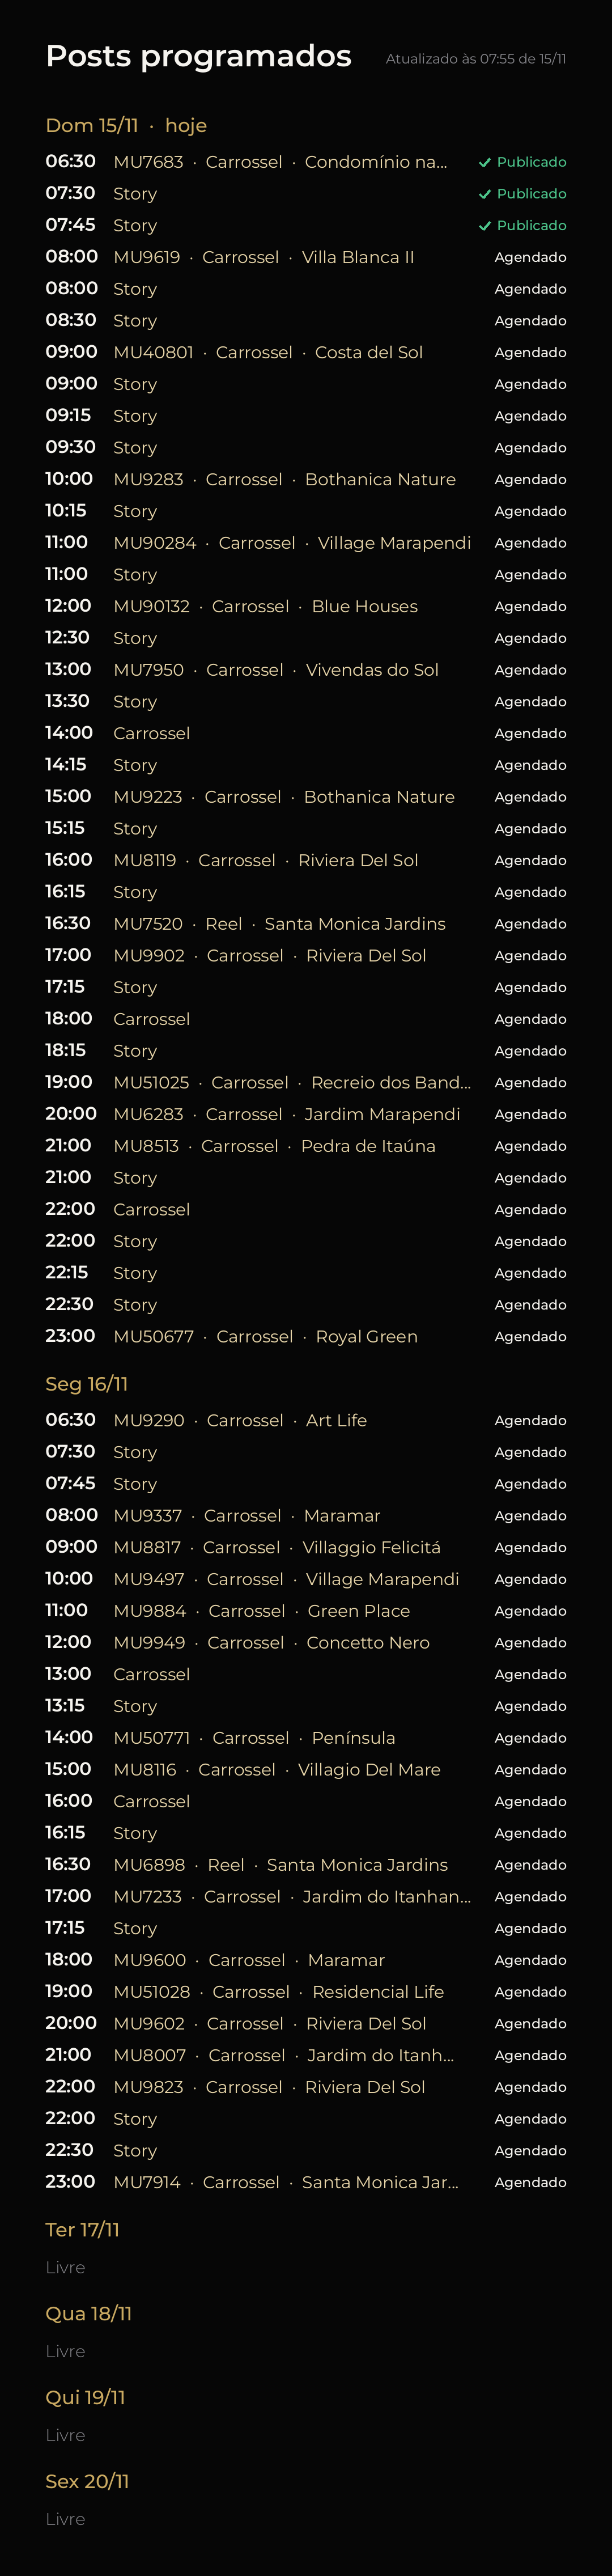 Posts programados
Atualizado às 07:55 de 15/11
Dom 15/11 · hoje
06:30 MU7683 · Carrossel · Condomínio na... ✓ Publicado
07:30 Story ✓ Publicado
07:45 Story ✓ Publicado
08:00 MU9619 · Carrossel · Villa Blanca II Agendado
08:00 Story Agendado
08:30 Story Agendado
09:00 MU40801 · Carrossel · Costa del Sol Agendado
09:00 Story Agendado
09:15 Story Agendado
09:30 Story Agendado
10:00 MU9283 · Carrossel · Bothanica Nature Agendado
10:15 Story Agendado
11:00 MU90284 · Carrossel · Village Marapendi Agendado
11:00 Story Agendado
12:00 MU90132 · Carrossel · Blue Houses Agendado
12:30 Story Agendado
13:00 MU7950 · Carrossel · Vivendas do Sol Agendado
13:30 Story Agendado
14:00 Carrossel Agendado
14:15 Story Agendado
15:00 MU9223 · Carrossel · Bothanica Nature Agendado
15:15 Story Agendado
16:00 MU8119 · Carrossel · Riviera Del Sol Agendado
16:15 Story Agendado
16:30 MU7520 · Reel · Santa Monica Jardins Agendado
17:00 MU9902 · Carrossel · Riviera Del Sol Agendado
17:15 Story Agendado
18:00 Carrossel Agendado
18:15 Story Agendado
19:00 MU51025 · Carrossel · Recreio dos Band... Agendado
20:00 MU6283 · Carrossel · Jardim Marapendi Agendado
21:00 MU8513 · Carrossel · Pedra de Itaúna Agendado
21:00 Story Agendado
22:00 Carrossel Agendado
22:00 Story Agendado
22:15 Story Agendado
22:30 Story Agendado
23:00 MU50677 · Carrossel · Royal Green Agendado
Seg 16/11
06:30 MU9290 · Carrossel · Art Life Agendado
07:30 Story Agendado
07:45 Story Agendado
08:00 MU9337 · Carrossel · Maramar Agendado
09:00 MU8817 · Carrossel · Villaggio Felicitá Agendado
10:00 MU9497 · Carrossel · Village Marapendi Agendado
11:00 MU9884 · Carrossel · Green Place Agendado
12:00 MU9949 · Carrossel · Concetto Nero Agendado
13:00 Carrossel Agendado
13:15 Story Agendado
14:00 MU50771 · Carrossel · Península Agendado
15:00 MU8116 · Carrossel · Villagio Del Mare Agendado
16:00 Carrossel Agendado
16:15 Story Agendado
16:30 MU6898 · Reel · Santa Monica Jardins Agendado
17:00 MU7233 · Carrossel · Jardim do Itanhan... Agendado
17:15 Story Agendado
18:00 MU9600 · Carrossel · Maramar Agendado
19:00 MU51028 · Carrossel · Residencial Life Agendado
20:00 MU9602 · Carrossel · Riviera Del Sol Agendado
21:00 MU8007 · Carrossel · Jardim do Itanh... Agendado
22:00 MU9823 · Carrossel · Riviera Del Sol Agendado
22:00 Story Agendado
22:30 Story Agendado
23:00 MU7914 · Carrossel · Santa Monica Jar... Agendado
Ter 17/11
Livre
Qua 18/11
Livre
Qui 19/11
Livre
Sex 20/11
Livre